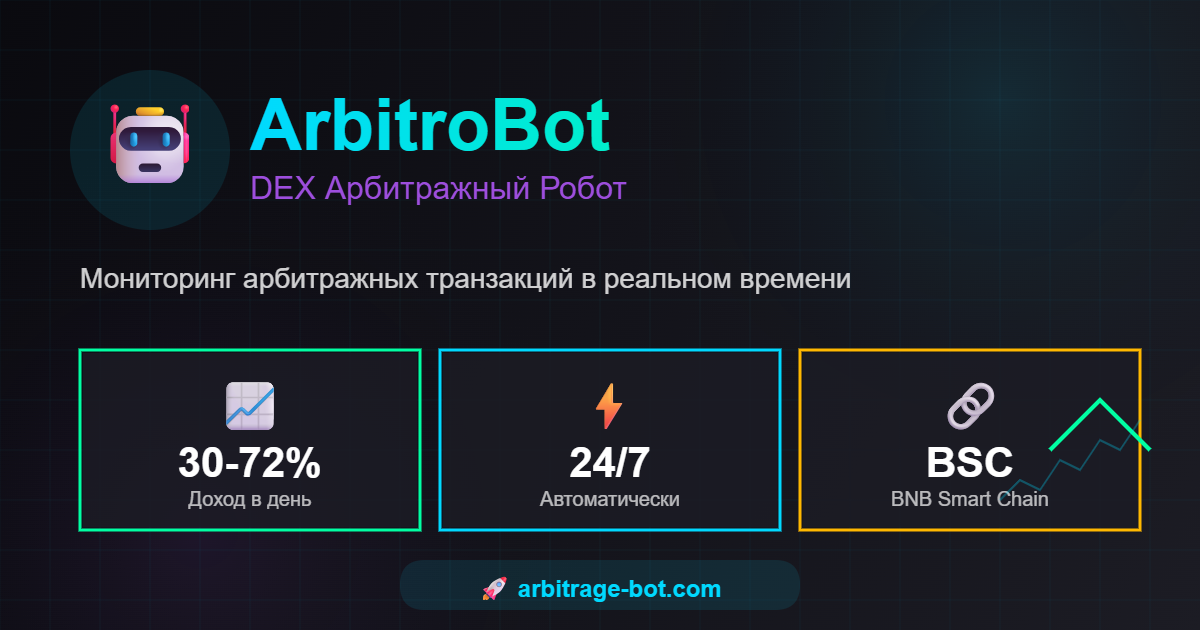 ArbitroBot
DEX Арбитражный Робот
Мониторинг арбитражных транзакций в реальном времени
30-72%
Доход в день
24/7
Автоматически
BSC
BNB Smart Chain
arbitrage-bot.com